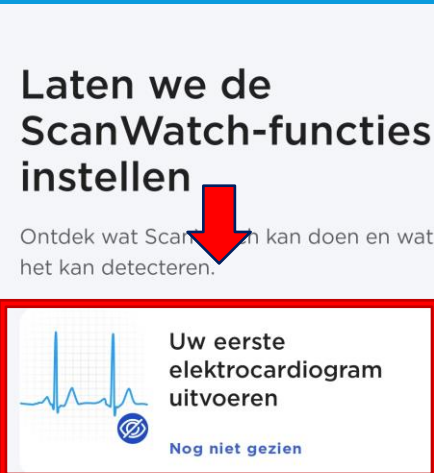 Laten we de
ScanWatch-functies
instellen
Ontdek wat Scan kan doen en wat
het kan detecteren.
Uw eerste
elektrocardiogram
uitvoeren
Nog niet gezien